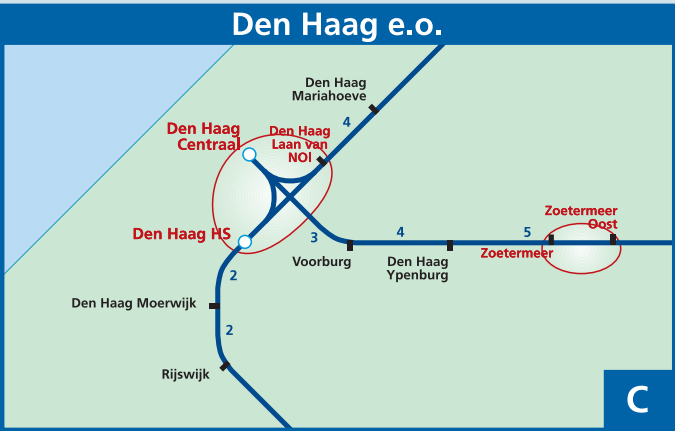 Den Haag e.o.
Den Haag
Mariahoeve
4
Den Haag
Centraal
Den Haag
Laan van
NOI
Den Haag HS
3
4
5
Zoetermeer
Oost
Zoetermeer
Voorburg
Den Haag
Ypenburg
2
Den Haag Moerwijk
2
Rijswijk
C